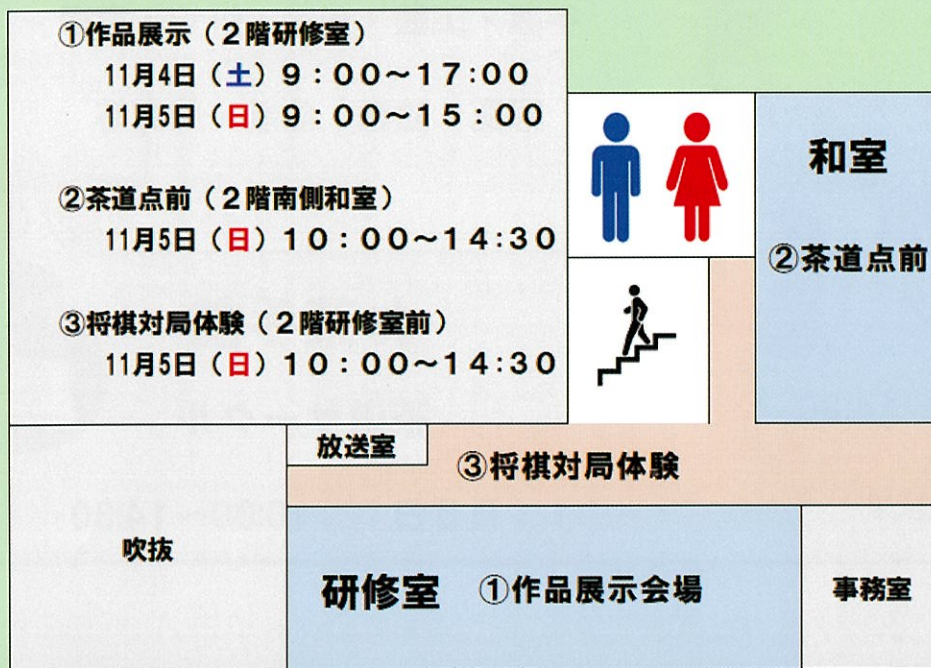 ①作品展示（２階研修室）
11月4日（土）９：００～１７：００
11月5日（日）９：００～１５：００
②茶道点前（２階南側和室）
11月5日（日）１０：００～１４：３０
③将棋対局体験（２階研修室前）
11月5日（日）１０：００～１４：３０
和室
②茶道点前
放送室
③将棋対局体験
吹抜
研修室　①作品展示会場
事務室